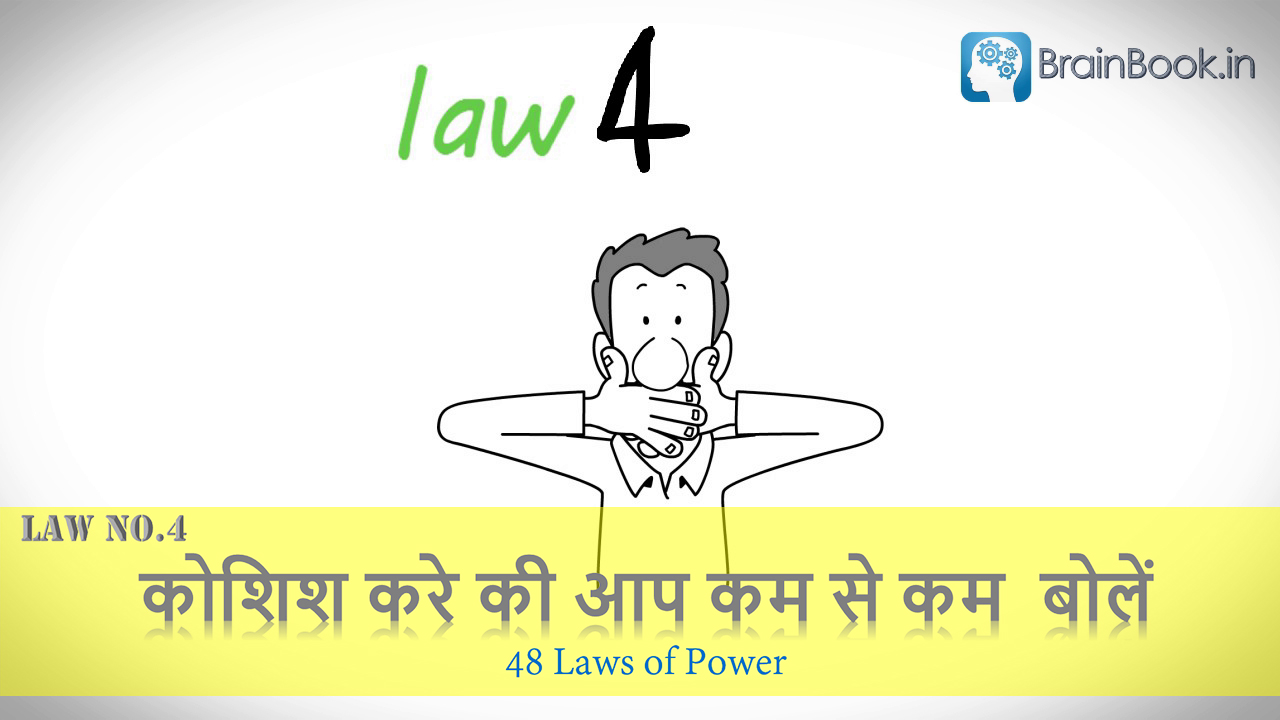 law 4
BrainBook.in
LAW NO.4
कोशिश करे की आप कम से कम बोलें
48 Laws of Power